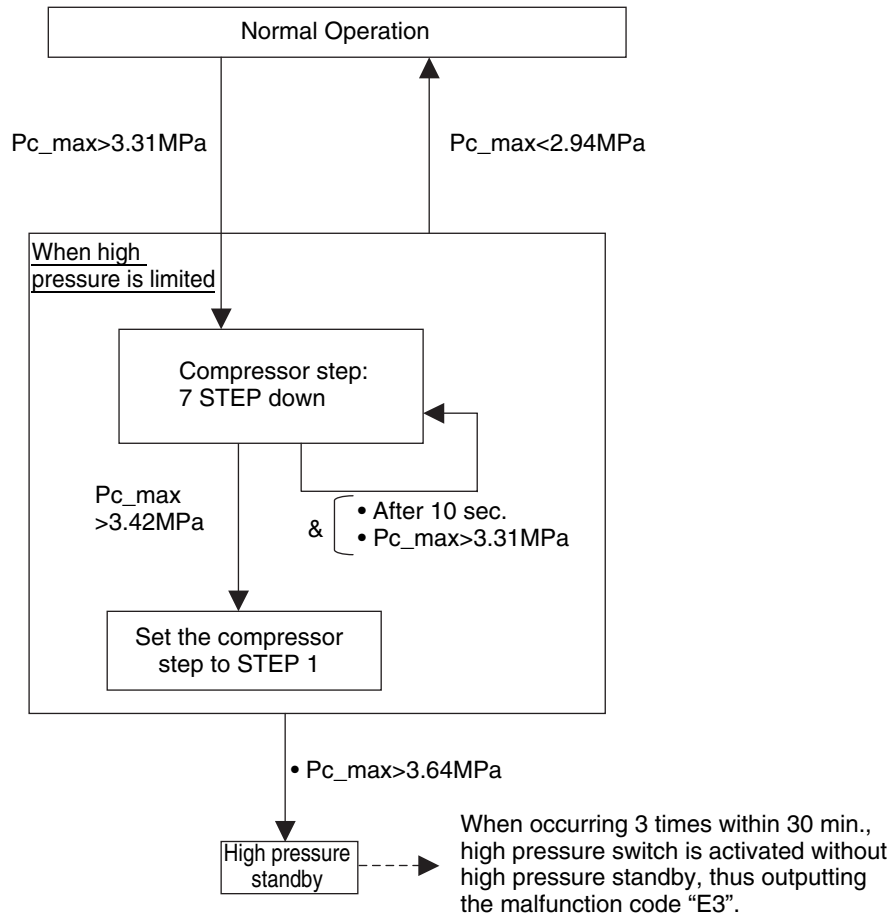 Normal Operation
Pc_max>3.31MPa
Pc_max<2.94MPa
When high
pressure is limited
Compressor step:
7 STEP down
Pc_max
>3.42MPa
&
• After 10 sec.
• Pc_max>3.31MPa
Set the compressor
step to STEP 1
• Pc_max>3.64MPa
High pressure
standby
When occurring 3 times within 30 min.,
high pressure switch is activated without
high pressure standby, thus outputting
the malfunction code “E3”.